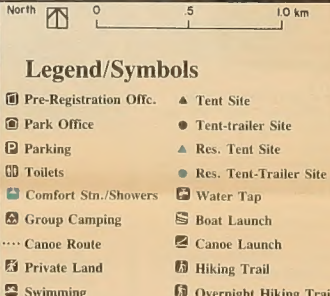 North 0 .5 1.0 km
Legend/Symbols
Pre-Registration Offc.
Park Office
Parking
Toilets
Comfort Stn./Showers
Group Camping
Canoe Route
Private Land
Swimming
Tent Site
Tent-trailer Site
Res. Tent Site
Res. Tent-Trailer Site
Water Tap
Boat Launch
Canoe Launch
Hiking Trail
Overnight Hiking Trai